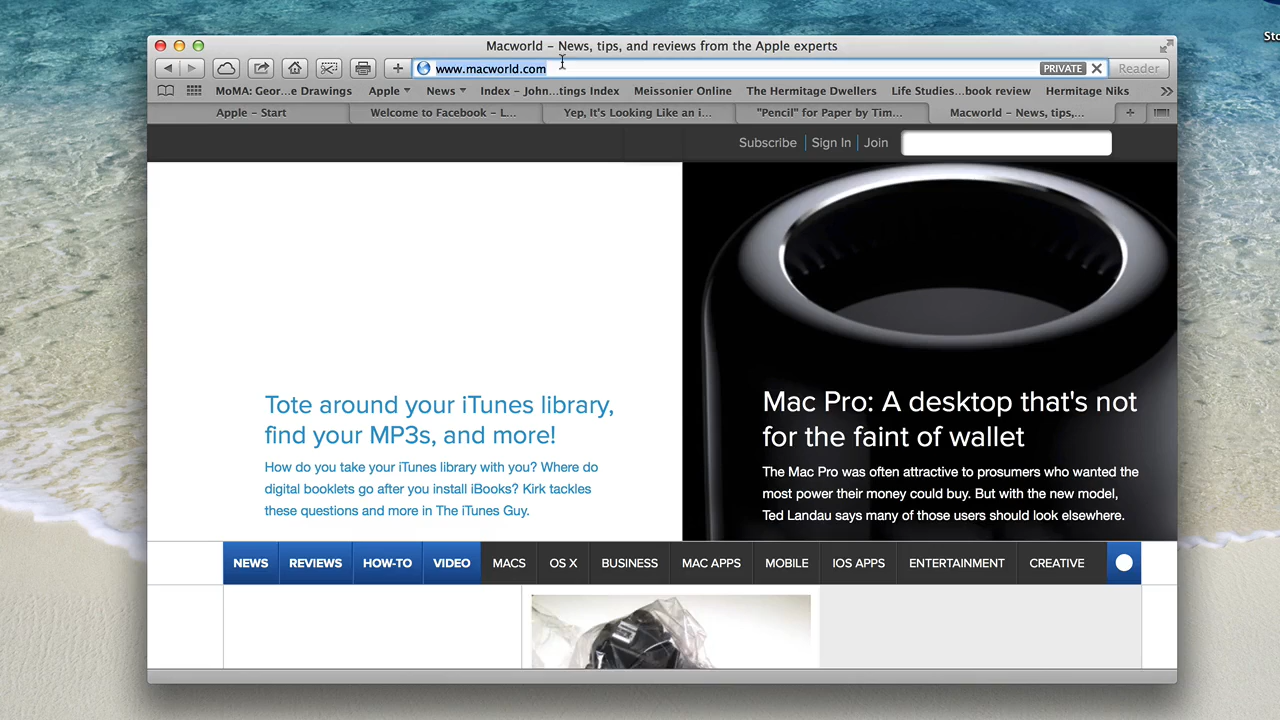 Sto
Macworld – News, tips, and reviews from the Apple experts
www.macworld.com
PRIVATE
Reader
MoMA: Geor...e Drawings
Apple
News
Index – John...tings Index
Meissonier Online
The Hermitage Dwellers
Life Studies...book review
Hermitage Niks
Apple – Start
Welcome to Facebook – L...
Yep, It's Looking Like an i...
"Pencil" for Paper by Tim...
Macworld – News, tips,...
Subscribe
Sign In
Join
Tote around your iTunes library,
find your MP3s, and more!
How do you take your iTunes library with you? Where do
digital booklets go after you install iBooks? Kirk tackles
these questions and more in The iTunes Guy.
Mac Pro: A desktop that's not
for the faint of wallet
The Mac Pro was often attractive to prosumers who wanted the
most power their money could buy. But with the new model,
Ted Landau says many of those users should look elsewhere.
NEWS
REVIEWS
HOW-TO
VIDEO
MACS
OS X
BUSINESS
MAC APPS
MOBILE
IOS APPS
ENTERTAINMENT
CREATIVE